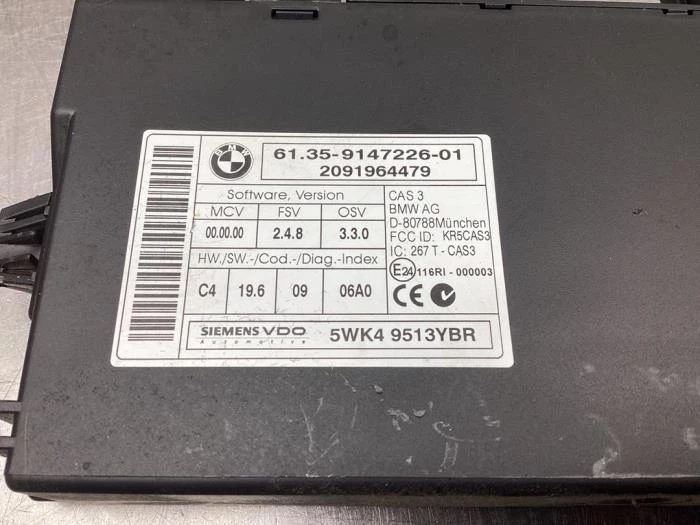 BMW
61.35-9147226-01
2091964479
Software, Version
MCV FSV OSV
00.00.00 2.4.8 3.3.0
HW./SW.-/Cod.-/Diag.-Index
C4 19.6 09 06A0
CAS 3
BMW AG
D-80788München
FCC ID: KR5CAS3
IC: 267 T - CAS3
E24 116RI - 000003
CE
SIEMENS VDO
Automotive
5WK4 9513YBR